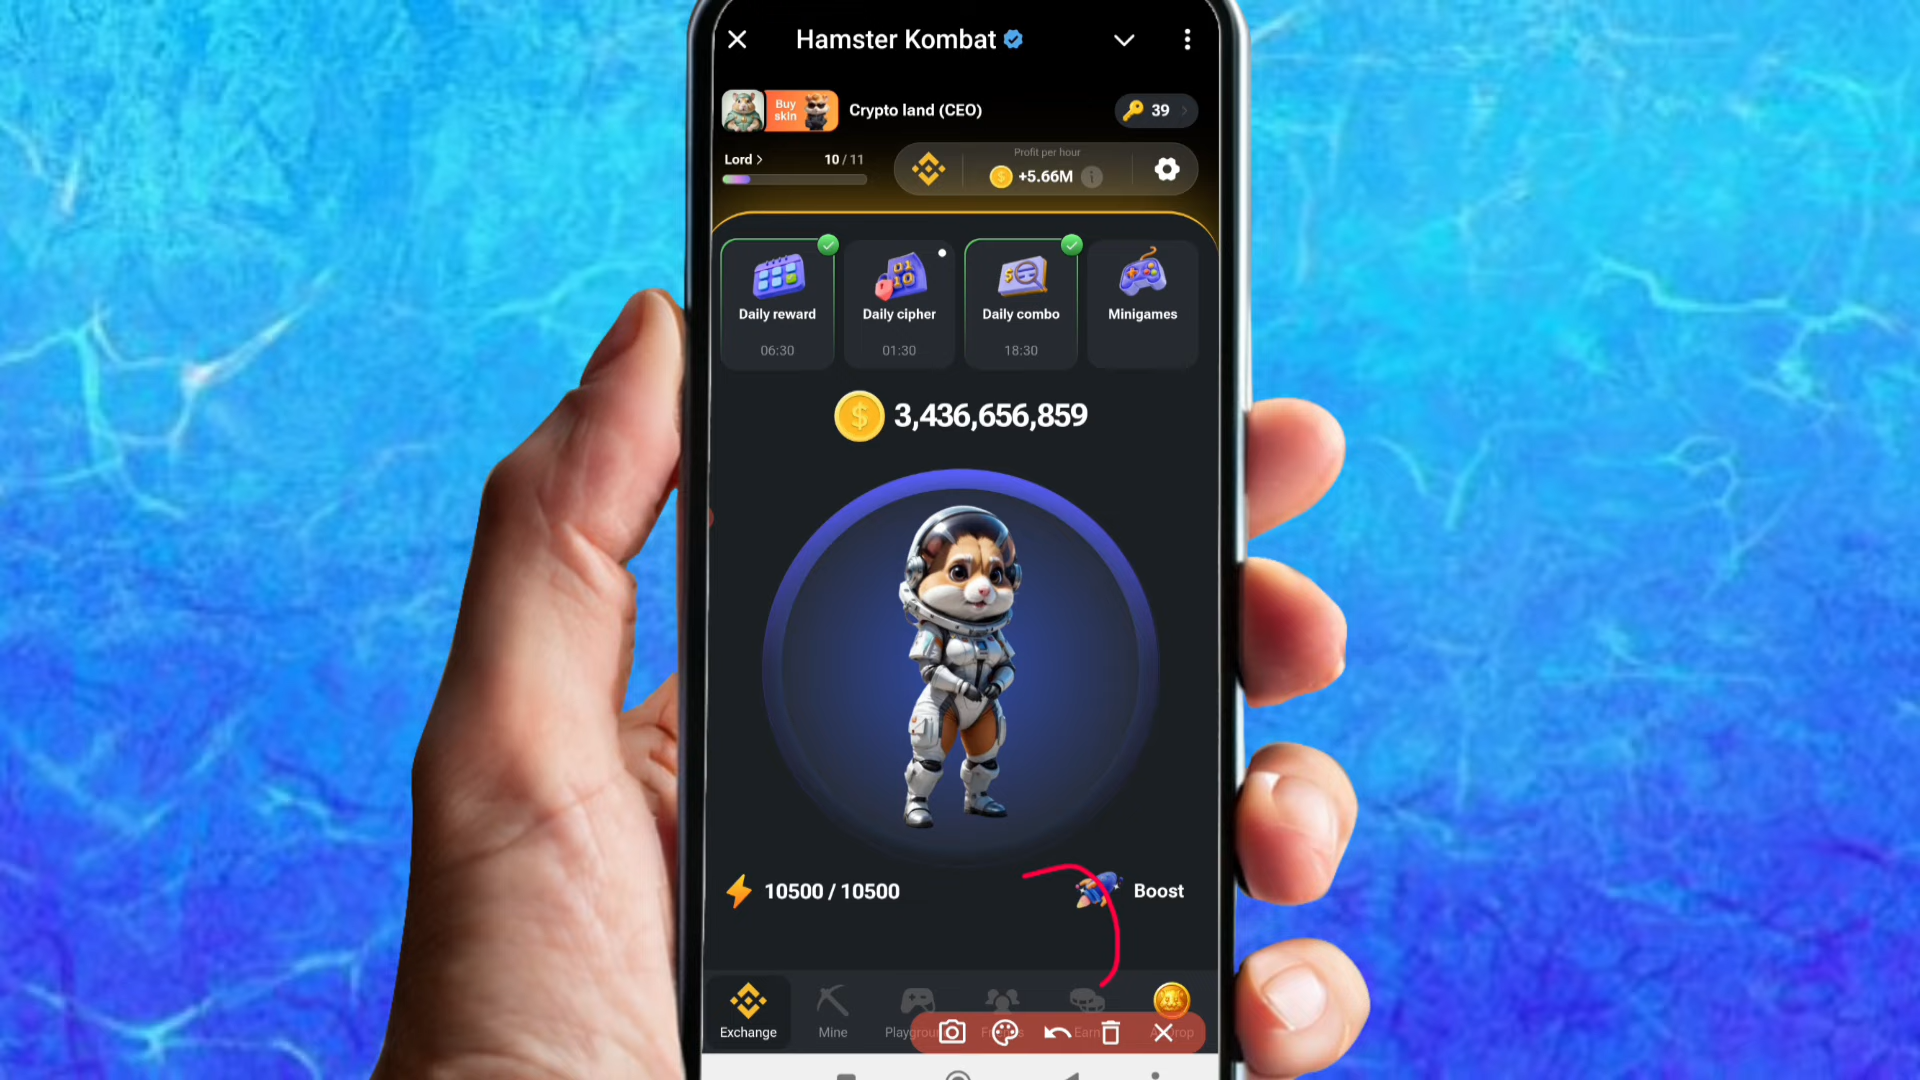 Hamster Kombat
Buy skin
Crypto land (CEO)
39
Lord >
10 / 11
Profit per hour
+5.66M
Daily reward
06:30
Daily cipher
01:30
Daily combo
18:30
Minigames
3,436,656,859
10500 / 10500
Boost
Exchange
Mine
Earn